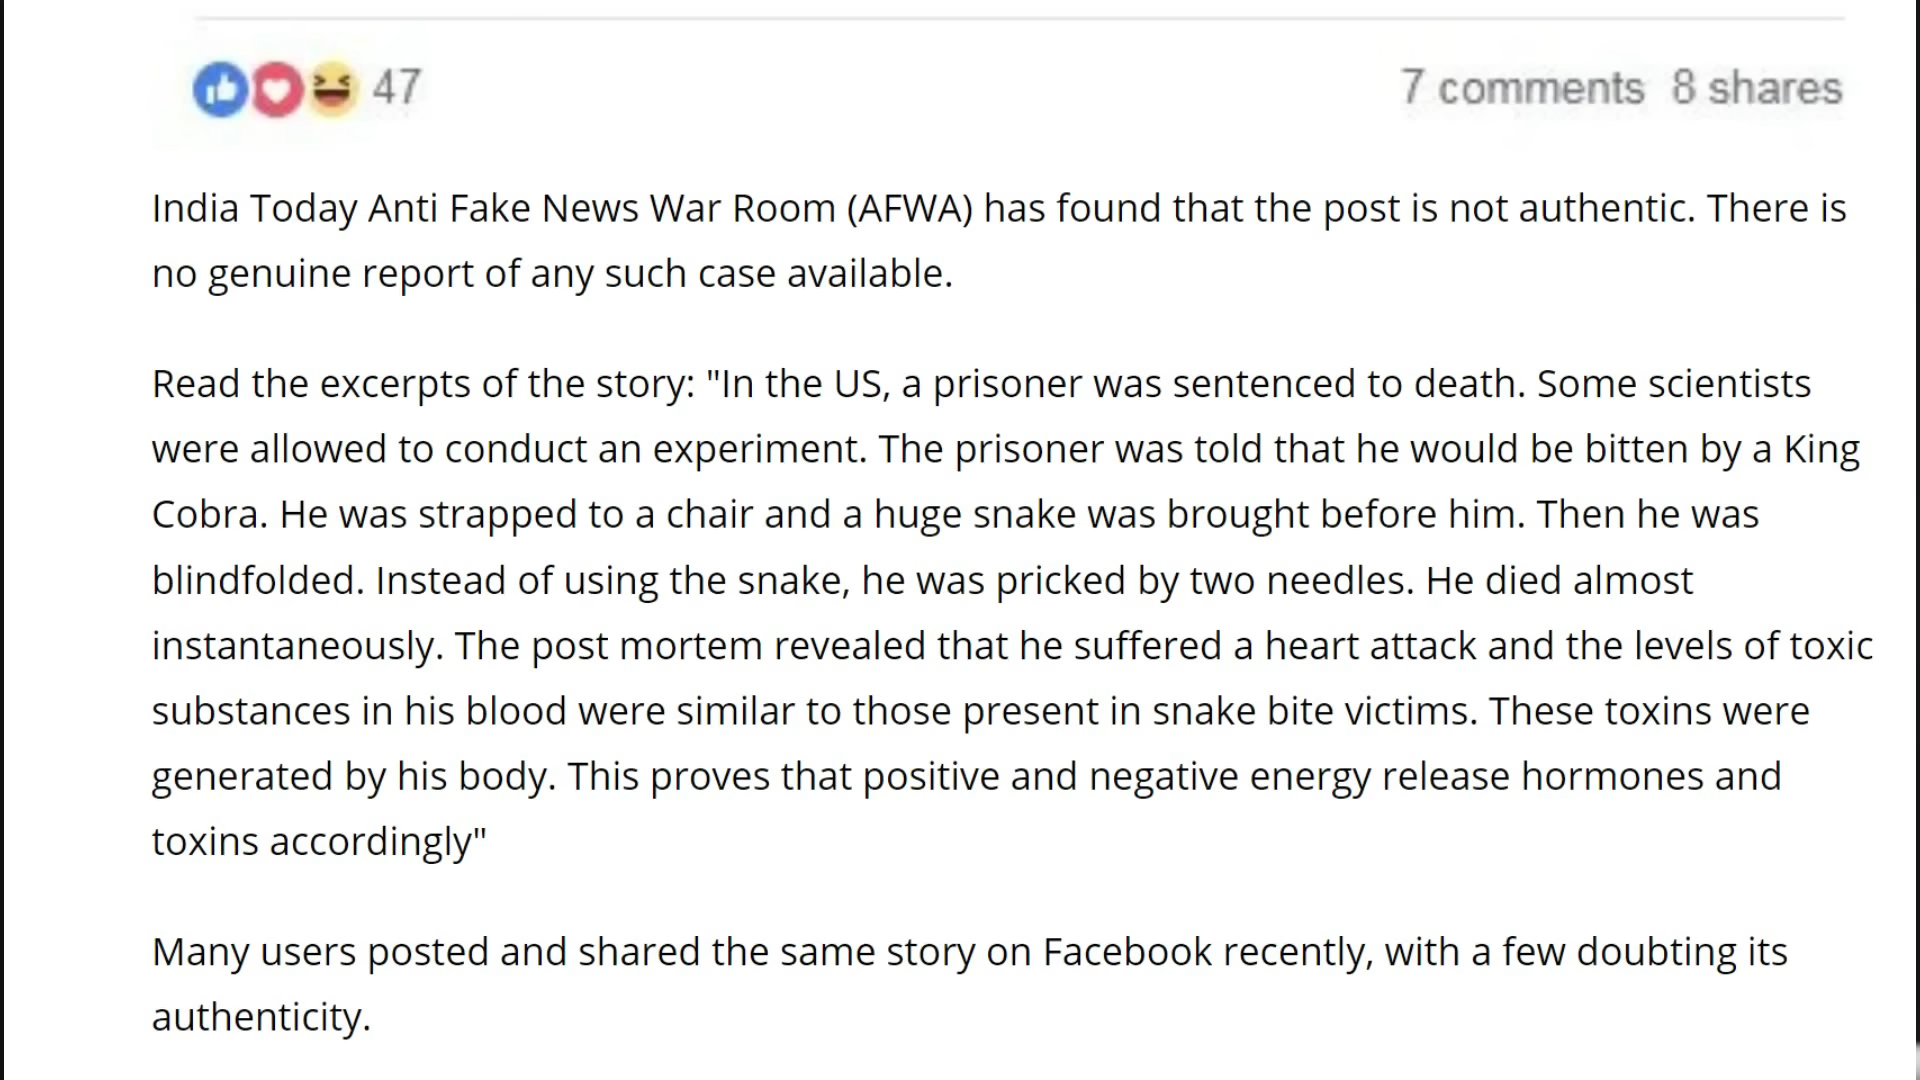 47
7 comments 8 shares
India Today Anti Fake News War Room (AFWA) has found that the post is not authentic. There is
no genuine report of any such case available.
Read the excerpts of the story: "In the US, a prisoner was sentenced to death. Some scientists
were allowed to conduct an experiment. The prisoner was told that he would be bitten by a King
Cobra. He was strapped to a chair and a huge snake was brought before him. Then he was
blindfolded. Instead of using the snake, he was pricked by two needles. He died almost
instantaneously. The post mortem revealed that he suffered a heart attack and the levels of toxic
substances in his blood were similar to those present in snake bite victims. These toxins were
generated by his body. This proves that positive and negative energy release hormones and
toxins accordingly"
Many users posted and shared the same story on Facebook recently, with a few doubting its
authenticity.